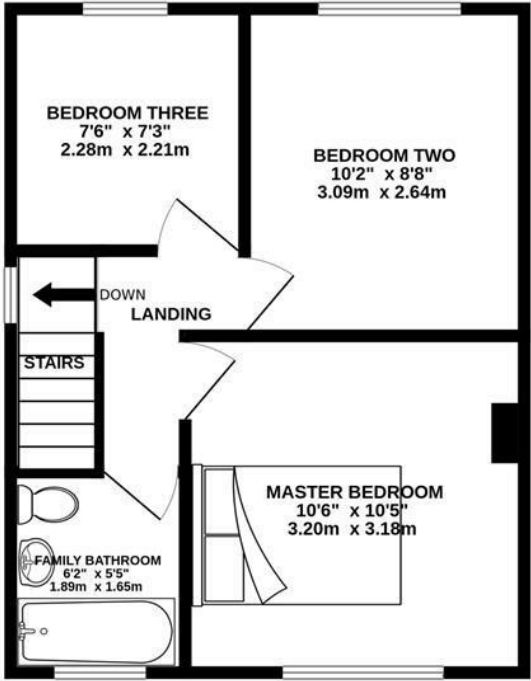 BEDROOM THREE
7'6" x 7'3"
2.28m x 2.21m
BEDROOM TWO
10'2" x 8'8"
3.09m x 2.64m
DOWN
LANDING
STAIRS
MASTER BEDROOM
10'6" x 10'5"
3.20m x 3.18m
FAMILY BATHROOM
6'2" x 5'5"
1.89m x 1.65m